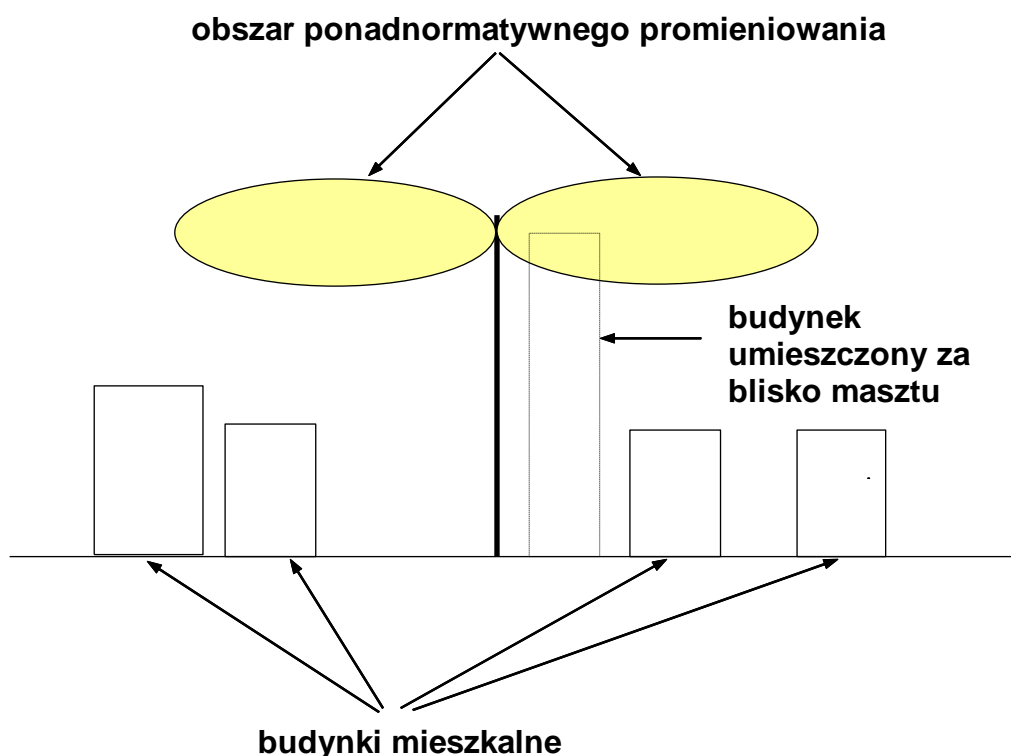 obszar ponadnormatywnego promieniowania
budynek
umieszczony za
blisko masztu
budynki mieszkalne